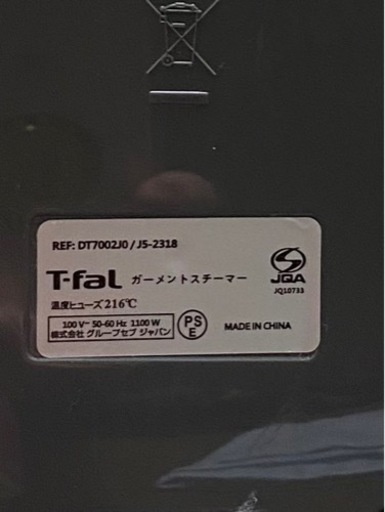 REF: DT7002J0 / J5-2318
T-fal ガーメントスチーマー
温度ヒューズ216℃
100 V~ 50-60 Hz 1100 W
株式会社 グループセブ ジャパン
PS
E
MADE IN CHINA
JQA
JQ10733